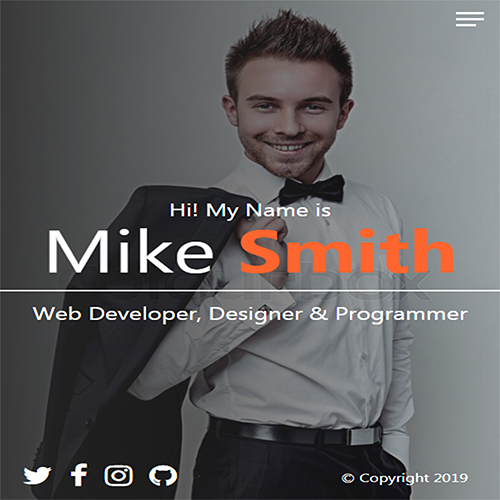 Hi! My Name is
Mike Smith
Web Developer, Designer & Programmer
© Copyright 2019